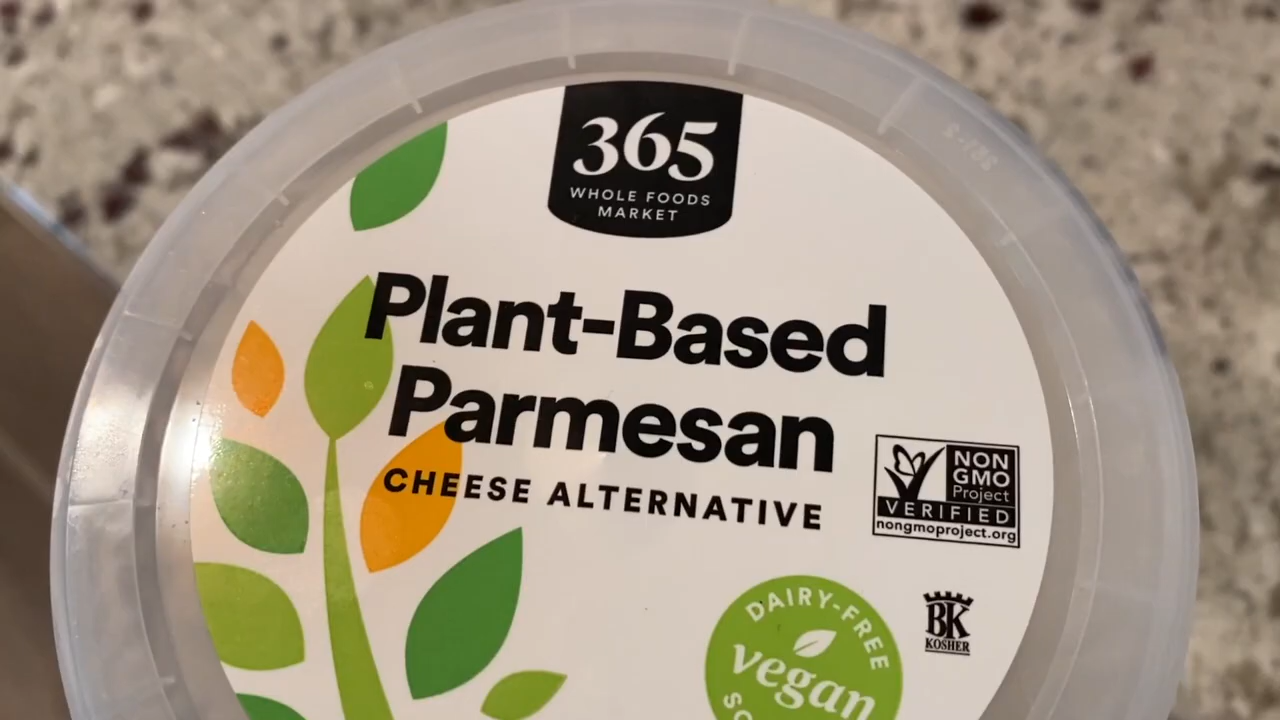 365
WHOLE FOODS
MARKET
Plant-Based
Parmesan
CHEESE ALTERNATIVE
NON
GMO
Project
VERIFIED
nongmoproject.org
BK
KOSHER
DAIRY-FREE
vegan